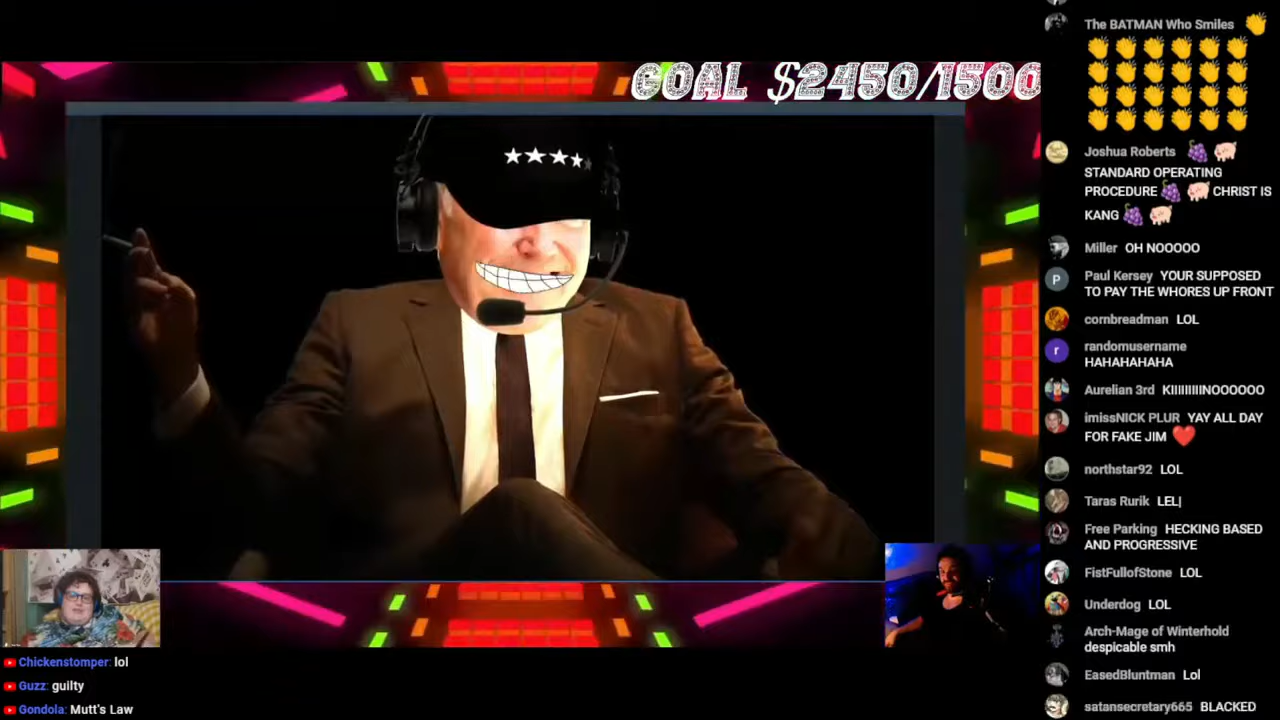 GOAL $2450/1500
The BATMAN Who Smiles
Joshua Roberts
STANDARD OPERATING
PROCEDURE CHRIST IS
KANG
Miller OH NOOOOO
Paul Kersey YOUR SUPPOSED
TO PAY THE WHORES UP FRONT
P
cornbreadman LOL
randomusername
r
HAHAHAHAHA
Aurelian 3rd KIIIIIIIIINOOOOOO
imissNICK PLUR YAY ALL DAY
FOR FAKE JIM
northstar92 LOL
Taras Rurik LEL|
Free Parking HECKING BASED
AND PROGRESSIVE
FistFullofStone LOL
Underdog LOL
Arch-Mage of Winterhold
despicable smh
EasedBluntman Lol
satansecretary665 BLACKED
Chickenstomper: lol
Guzz: guilty
Gondola: Mutt's Law